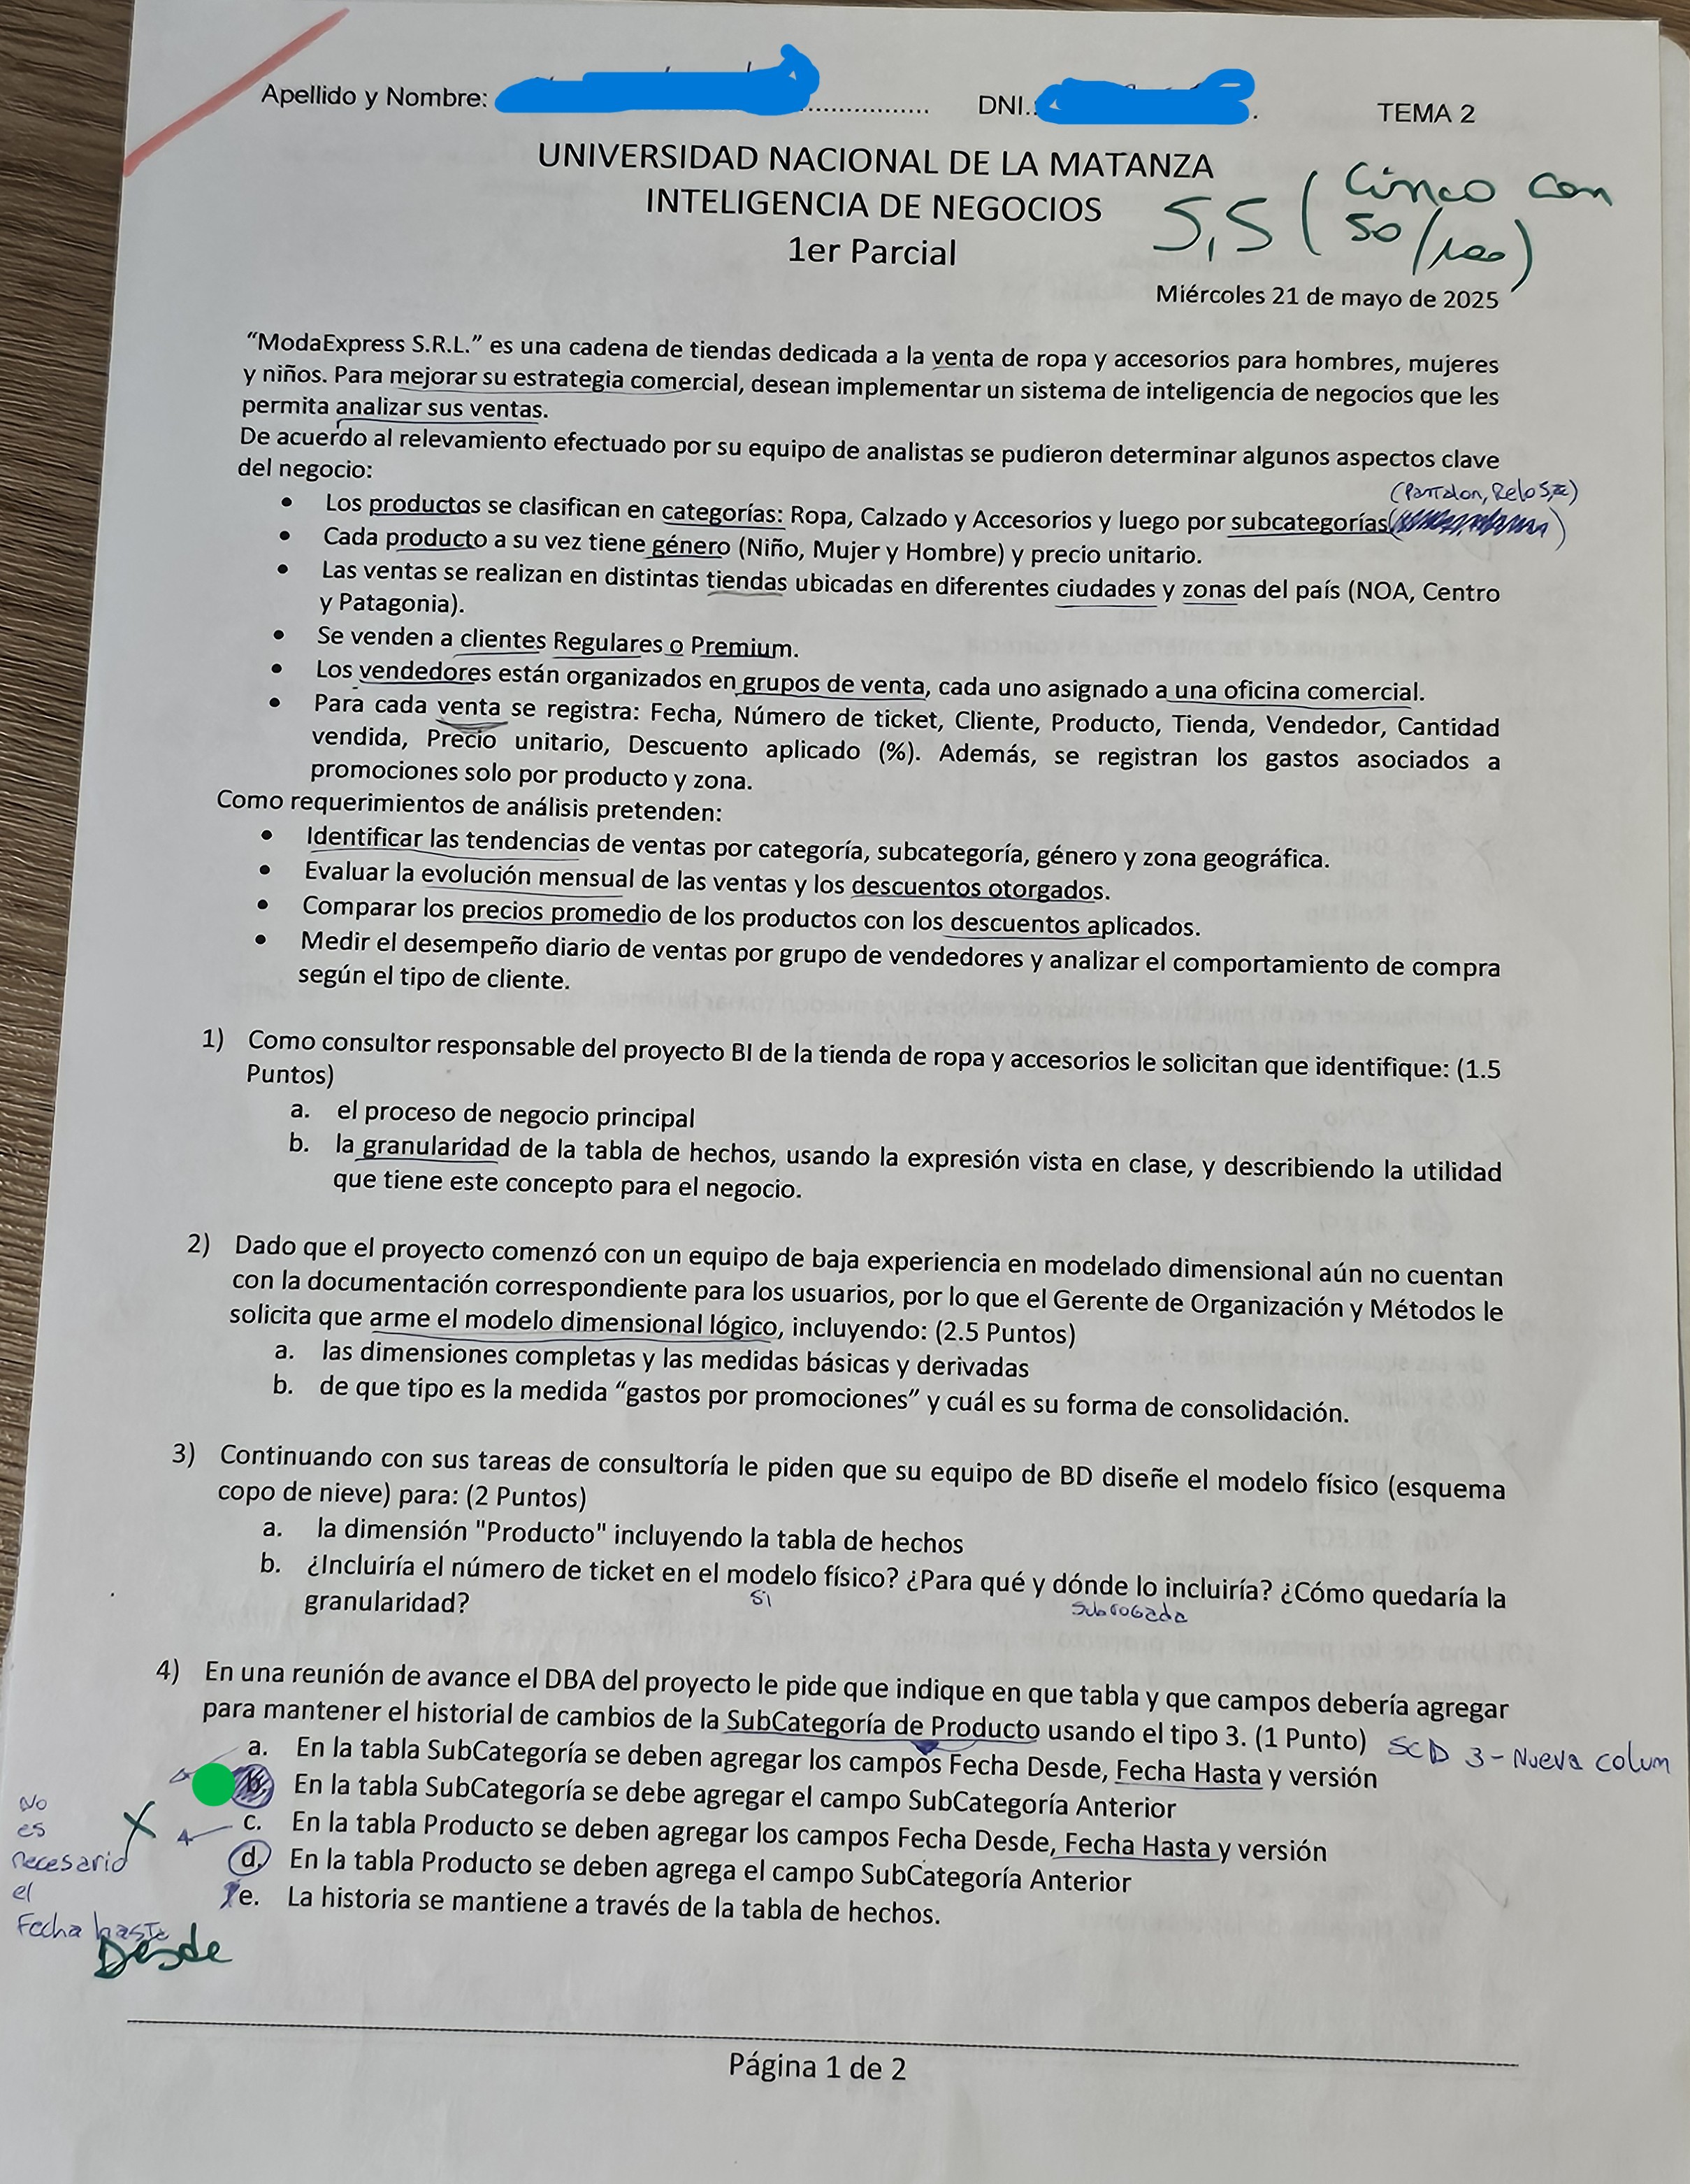 Apellido y Nombre: .................. DNI.: . TEMA 2
UNIVERSIDAD NACIONAL DE LA MATANZA
INTELIGENCIA DE NEGOCIOS
1er Parcial
5,5 ( Cinco con
50/100)
Miércoles 21 de mayo de 2025
“ModaExpress S.R.L.” es una cadena de tiendas dedicada a la venta de ropa y accesorios para hombres, mujeres
y niños. Para mejorar su estrategia comercial, desean implementar un sistema de inteligencia de negocios que les
permita analizar sus ventas.
De acuerdo al relevamiento efectuado por su equipo de analistas se pudieron determinar algunos aspectos clave
del negocio:
(Pantalon, Reloj, )
• Los productos se clasifican en categorías: Ropa, Calzado y Accesorios y luego por subcategorías
• Cada producto a su vez tiene género (Niño, Mujer y Hombre) y precio unitario.
• Las ventas se realizan en distintas tiendas ubicadas en diferentes ciudades y zonas del país (NOA, Centro
y Patagonia).
• Se venden a clientes Regulares o Premium.
• Los vendedores están organizados en grupos de venta, cada uno asignado a una oficina comercial.
• Para cada venta se registra: Fecha, Número de ticket, Cliente, Producto, Tienda, Vendedor, Cantidad
vendida, Precio unitario, Descuento aplicado (%). Además, se registran los gastos asociados a
promociones solo por producto y zona.
Como requerimientos de análisis pretenden:
• Identificar las tendencias de ventas por categoría, subcategoría, género y zona geográfica.
• Evaluar la evolución mensual de las ventas y los descuentos otorgados.
• Comparar los precios promedio de los productos con los descuentos aplicados.
• Medir el desempeño diario de ventas por grupo de vendedores y analizar el comportamiento de compra
según el tipo de cliente.
1) Como consultor responsable del proyecto BI de la tienda de ropa y accesorios le solicitan que identifique: (1.5
Puntos)
a. el proceso de negocio principal
b. la granularidad de la tabla de hechos, usando la expresión vista en clase, y describiendo la utilidad
que tiene este concepto para el negocio.
2) Dado que el proyecto comenzó con un equipo de baja experiencia en modelado dimensional aún no cuentan
con la documentación correspondiente para los usuarios, por lo que el Gerente de Organización y Métodos le
solicita que arme el modelo dimensional lógico, incluyendo: (2.5 Puntos)
a. las dimensiones completas y las medidas básicas y derivadas
b. de que tipo es la medida “gastos por promociones” y cuál es su forma de consolidación.
3) Continuando con sus tareas de consultoría le piden que su equipo de BD diseñe el modelo físico (esquema
copo de nieve) para: (2 Puntos)
a. la dimensión "Producto" incluyendo la tabla de hechos
b. ¿Incluiría el número de ticket en el modelo físico? ¿Para qué y dónde lo incluiría? ¿Cómo quedaría la
granularidad?
Si
Subrogada
4) En una reunión de avance el DBA del proyecto le pide que indique en que tabla y que campos debería agregar
para mantener el historial de cambios de la SubCategoría de Producto usando el tipo 3. (1 Punto)
SCD 3 - Nueva colum
a. En la tabla SubCategoría se deben agregar los campos Fecha Desde, Fecha Hasta y versión
b. En la tabla SubCategoría se debe agregar el campo SubCategoría Anterior
c. En la tabla Producto se deben agregar los campos Fecha Desde, Fecha Hasta y versión
d. En la tabla Producto se deben agrega el campo SubCategoría Anterior
e. La historia se mantiene a través de la tabla de hechos.
No
es
necesario
el
Fecha haste
Desde
X
Página 1 de 2